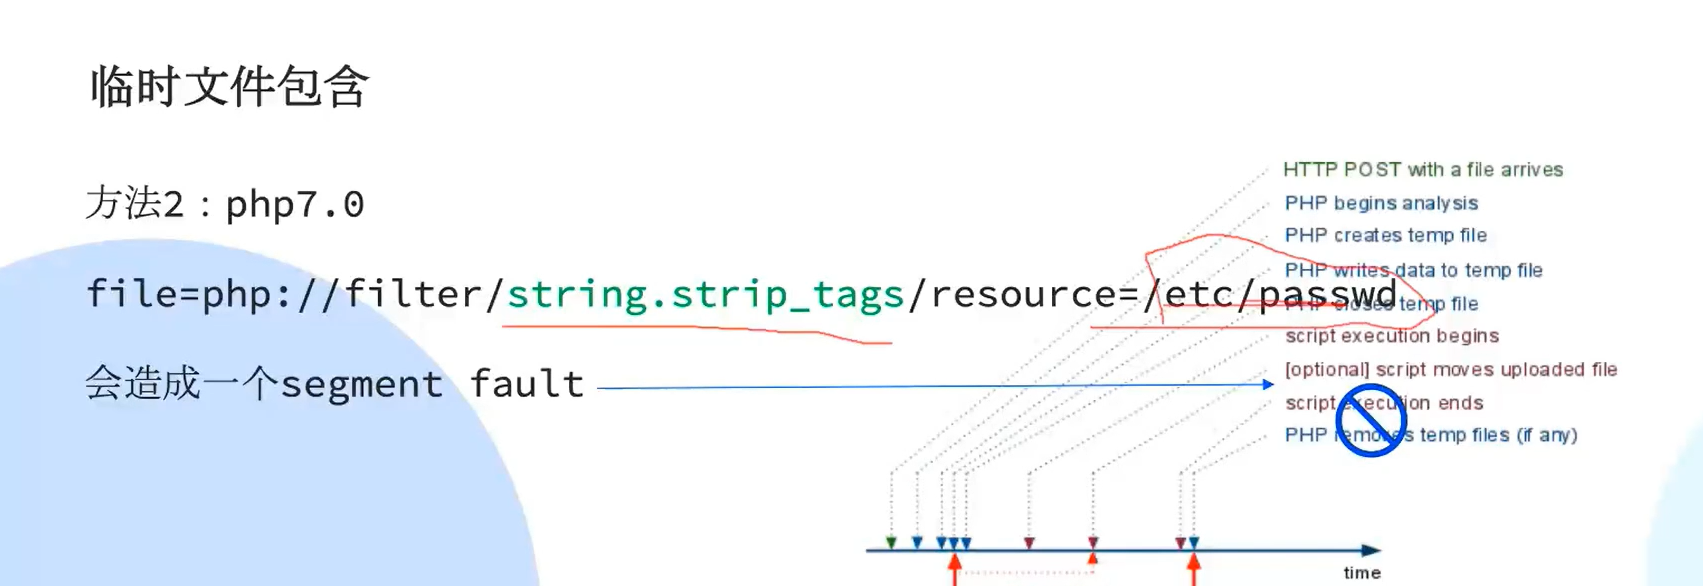 临时文件包含
方法2：php7.0
file=php://filter/string.strip_tags/resource=/etc/passwd
会造成一个segment fault
HTTP POST with a file arrives
PHP begins analysis
PHP creates temp file
PHP writes data to temp file
PHP closes temp file
script execution begins
[optional] script moves uploaded file
script execution ends
PHP removes temp files (if any)
time